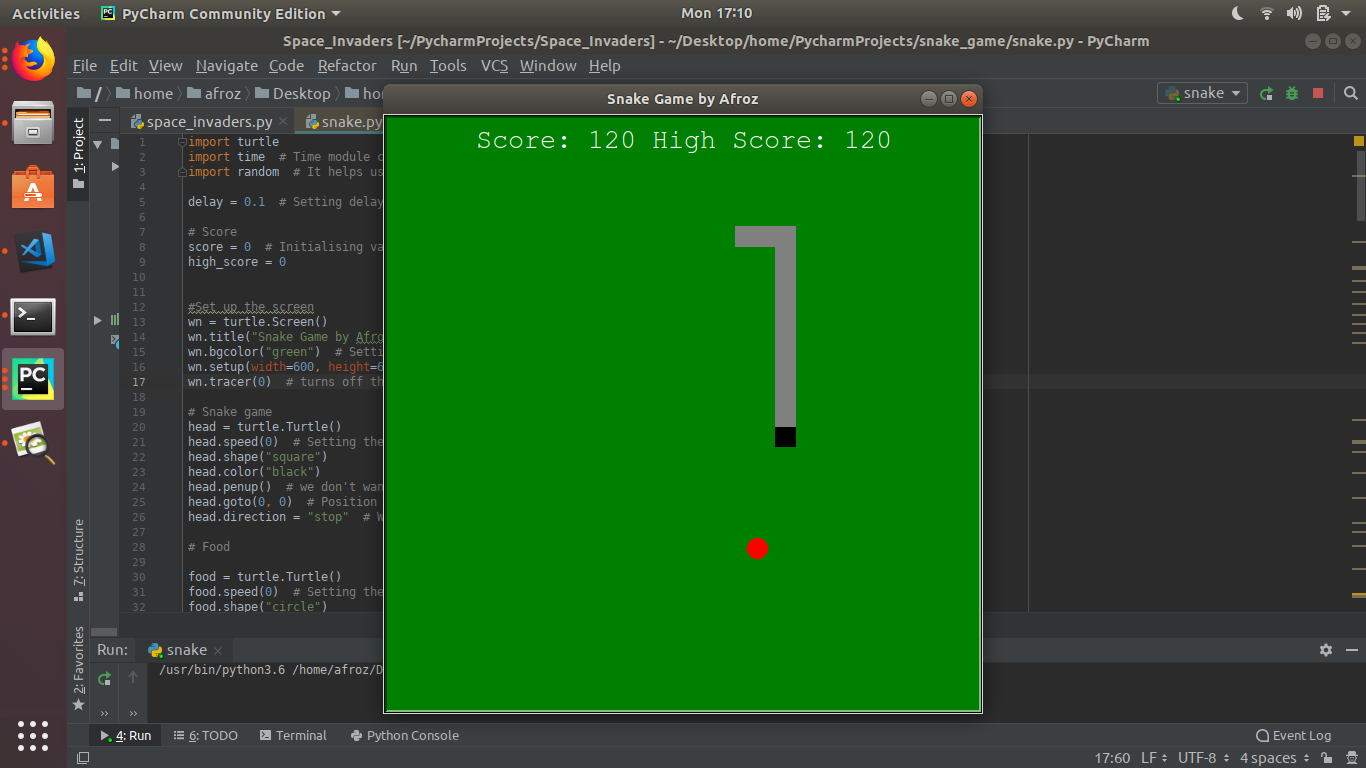 Activities PyCharm Community Edition Mon 17:10
Space_Invaders [~/PycharmProjects/Space_Invaders] - ~/Desktop/home/PycharmProjects/snake_game/snake.py - PyCharm
File Edit View Navigate Code Refactor Run Tools VCS Window Help
/ home afroz Desktop snake
Snake Game by Afroz
space_invaders.py snake.py
Score: 120 High Score: 120
1: Project
7: Structure
2: Favorites
1 import turtle
2 import time # Time module
3 import random # It helps us
4
5 delay = 0.1 # Setting delay
6
7 # Score
8 score = 0 # Initialising
9 high_score = 0
10
11
12 #Set up the screen
13 wn = turtle.Screen()
14 wn.title("Snake Game by Afro
15 wn.bgcolor("green") # Setti
16 wn.setup(width=600, height=6
17 wn.tracer(0) # turns off th
18
19 # Snake game
20 head = turtle.Turtle()
21 head.speed(0) # Setting the
22 head.shape("square")
23 head.color("black")
24 head.penup() # we don't wan
25 head.goto(0, 0) # Position
26 head.direction = "stop" # W
27
28 # Food
29
30 food = turtle.Turtle()
31 food.speed(0) # Setting the
32 food.shape("circle")
Run: snake
/usr/bin/python3.6 /home/afroz/D
4: Run 6: TODO Terminal Python Console Event Log
17:60 LF UTF-8 4 spaces